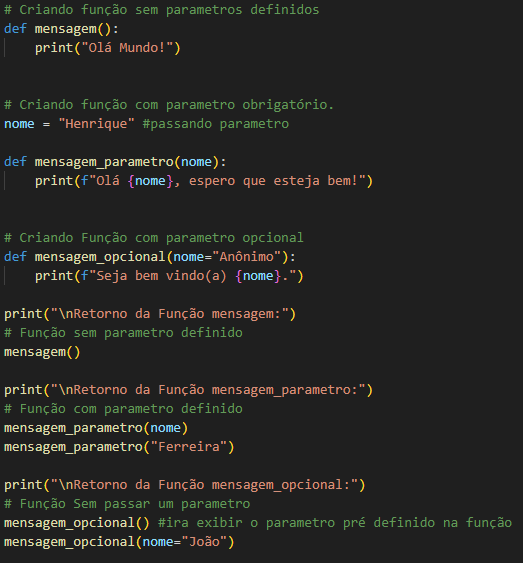 # Criando função sem parametros definidos
def mensagem():
    print("Olá Mundo!")
# Criando função com parametro obrigatório.
nome = "Henrique" #passando parametro
def mensagem_parametro(nome):
    print(f"Olá {nome}, espero que esteja bem!")
# Criando Função com parametro opcional
def mensagem_opcional(nome="Anônimo"):
    print(f"Seja bem vindo(a) {nome}.")
print("\nRetorno da Função mensagem:")
# Função sem parametro definido
mensagem()
print("\nRetorno da Função mensagem_parametro:")
# Função com parametro definido
mensagem_parametro(nome)
mensagem_parametro("Ferreira")
print("\nRetorno da Função mensagem_opcional:")
# Função Sem passar um parametro
mensagem_opcional() #ira exibir o parametro pré definido na função
mensagem_opcional(nome="João")